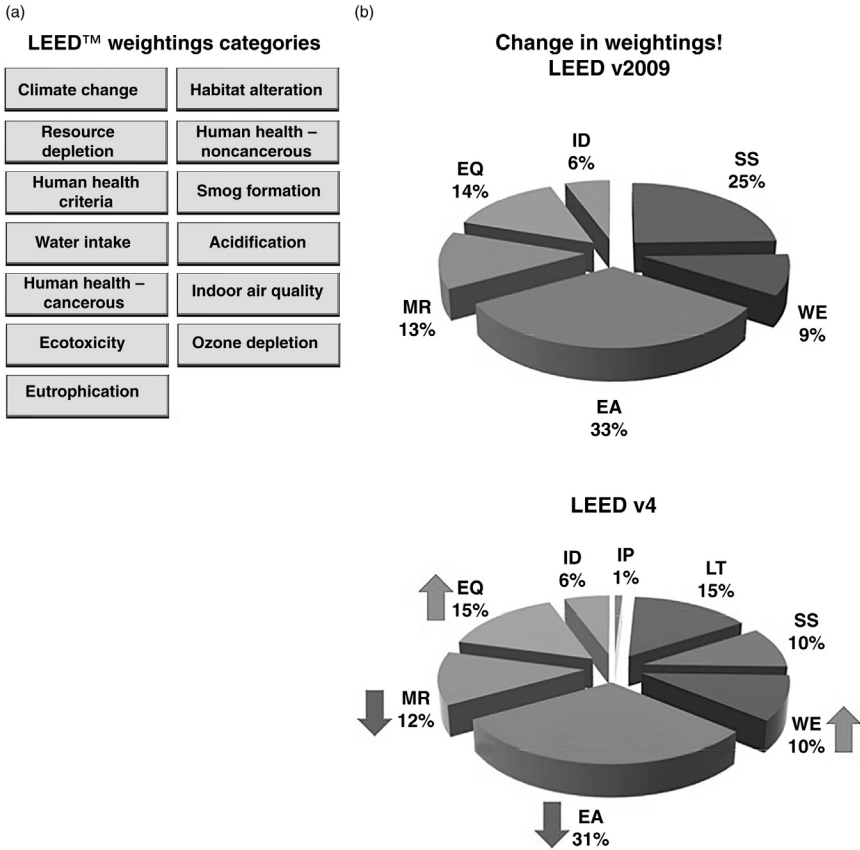 (a)
LEED™ weightings categories
Climate change
Habitat alteration
Resource
depletion
Human health –
noncancerous
Human health
criteria
Smog formation
Water intake
Acidification
Human health –
cancerous
Indoor air quality
Ecotoxicity
Ozone depletion
Eutrophication
(b)
Change in weightings!
LEED v2009
ID
6%
SS
25%
EQ
14%
MR
13%
WE
9%
EA
33%
LEED v4
ID
6%
IP
1%
LT
15%
EQ
15%
SS
10%
MR
12%
WE
10%
EA
31%